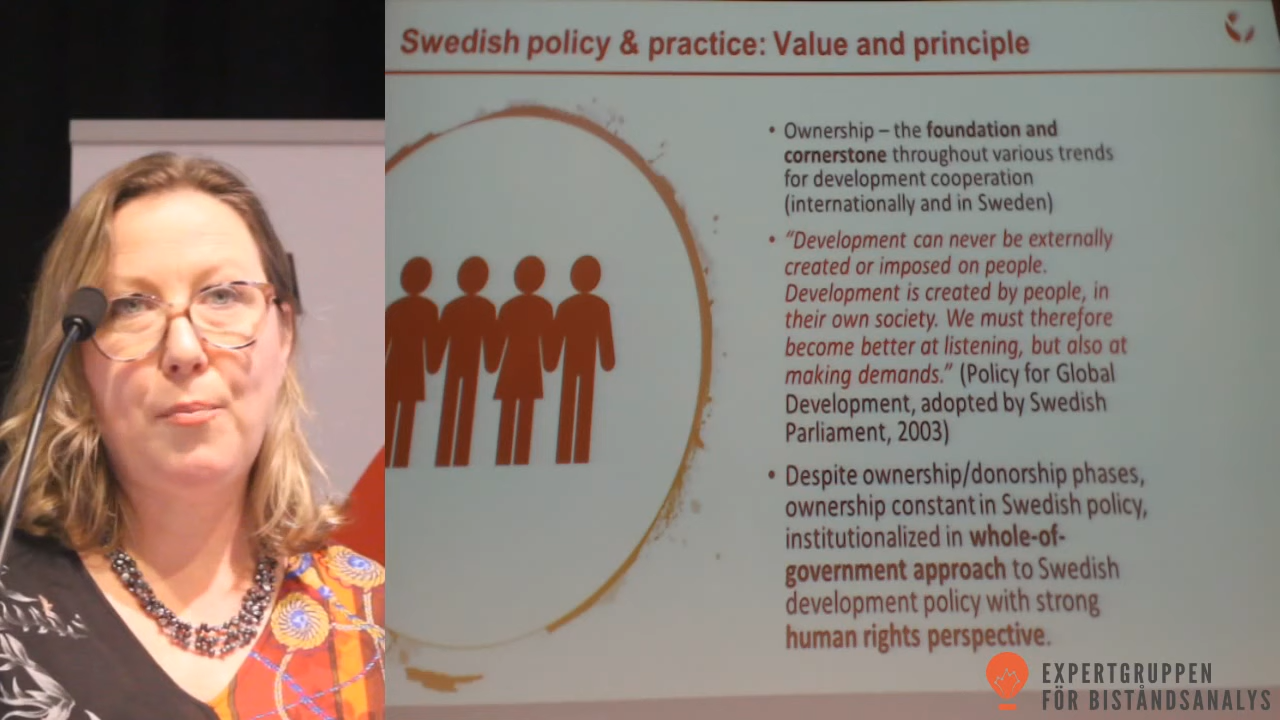 Swedish policy & practice: Value and principle
• Ownership – the foundation and
cornerstone throughout various trends
for development cooperation
(internationally and in Sweden)
• “Development can never be externally
created or imposed on people.
Development is created by people, in
their own society. We must therefore
become better at listening, but also at
making demands.” (Policy for Global
Development, adopted by Swedish
Parliament, 2003)
• Despite ownership/donorship phases,
ownership constant in Swedish policy,
institutionalized in whole-of-
government approach to Swedish
development policy with strong
human rights perspective.
EXPERTGRUPPEN
FÖR BISTÅNDSANALYS